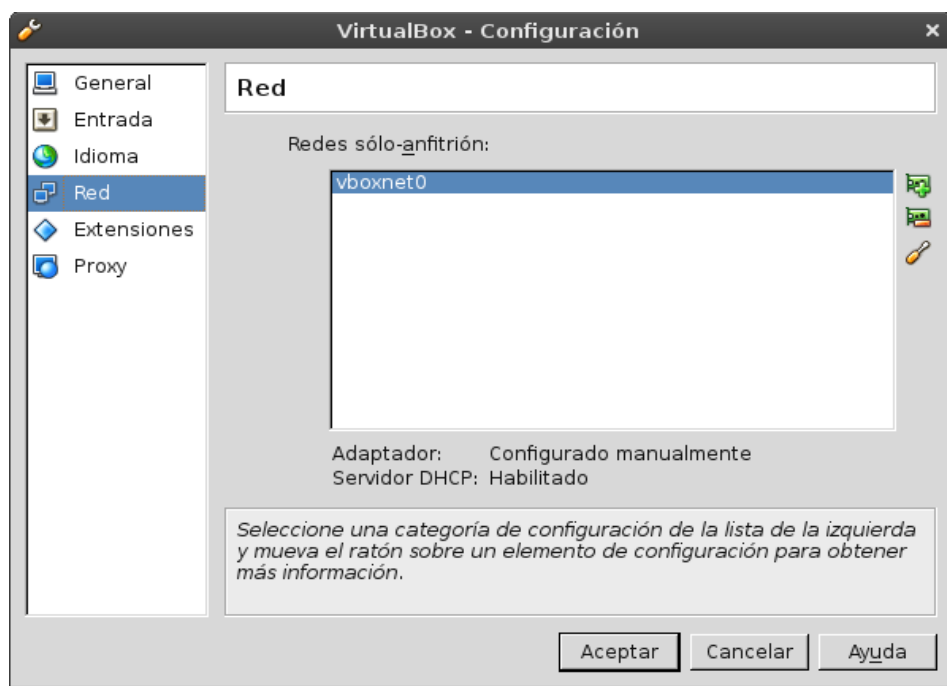 VirtualBox - Configuración
General
Entrada
Idioma
Red
Extensiones
Proxy
Red
Redes sólo-anfitrión:
vboxnet0
Adaptador: Configurado manualmente
Servidor DHCP: Habilitado
Seleccione una categoría de configuración de la lista de la izquierda
y mueva el ratón sobre un elemento de configuración para obtener
más información.
Aceptar Cancelar Ayuda